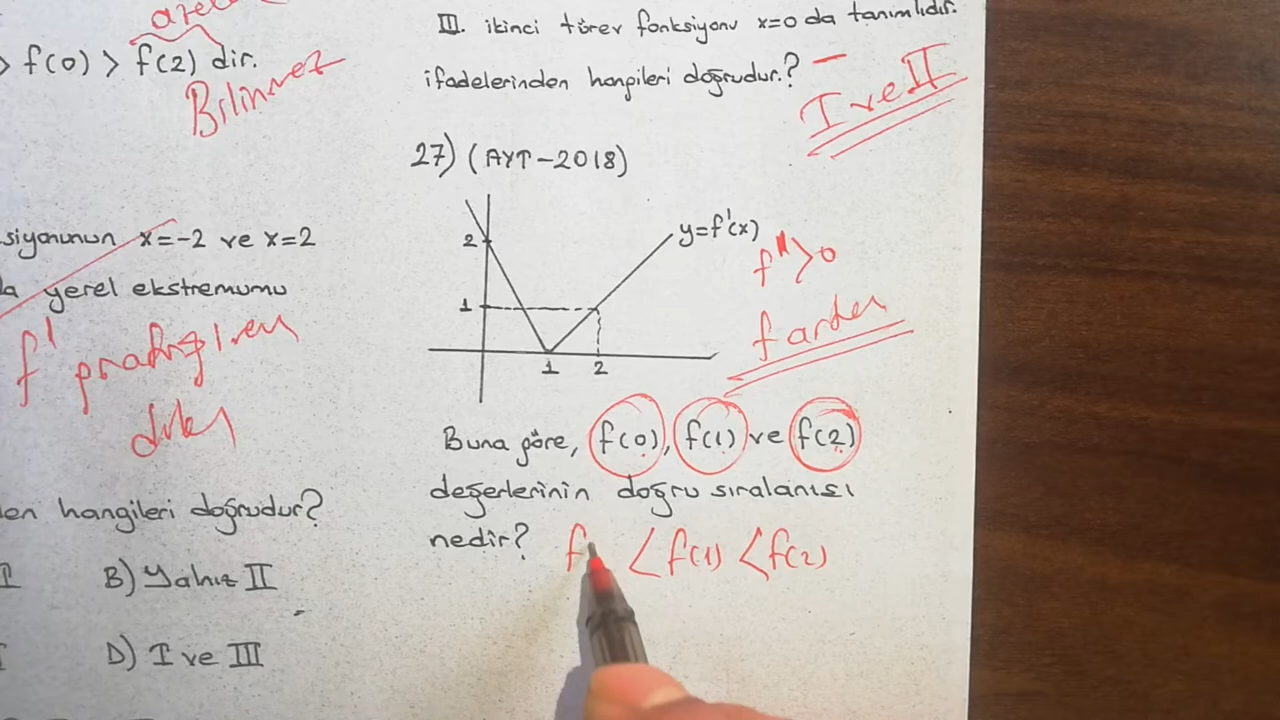 > f(0) > f(2) dir.
Bilinmez
siyonunun x=-2 ve x=2
yerel ekstremumu
f'
den hangileri doğrudur?
B) Yalnız II
D) I ve III
III. ikinci türev fonksiyonu x=0 da tanımlıdır.
ifadelerinden hangileri doğrudur.?
I ve II
27) (AYT-2018)
2
y=f'(x)
1
1 2
f">0
f artan
Buna göre, f(0), f(1) ve f(2)
değerlerinin doğru sıralanışı
nedir?
f < f(1) < f(2)